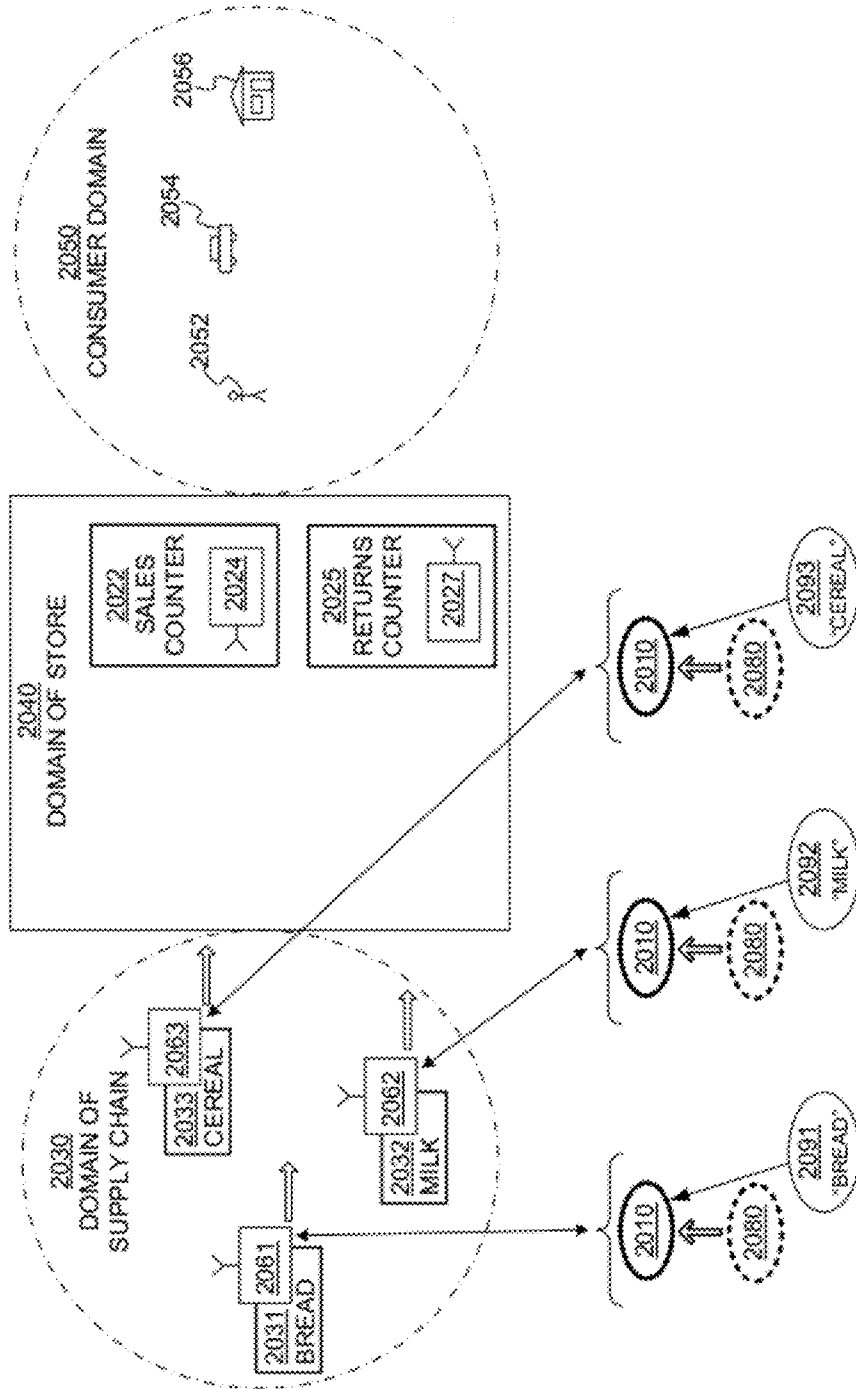 2030
DOMAIN OF
SUPPLY CHAIN
2031
BREAD
2061
2033
CEREAL
2063
2032
MILK
2062
2040
DOMAIN OF STORE
2022
SALES
COUNTER
2024
2025
RETURNS
COUNTER
2027
2050
CONSUMER DOMAIN
2052
2054
2056
2010
2080
2091
"BREAD"
2010
2080
2092
"MILK"
2010
2080
2093
"CEREAL"